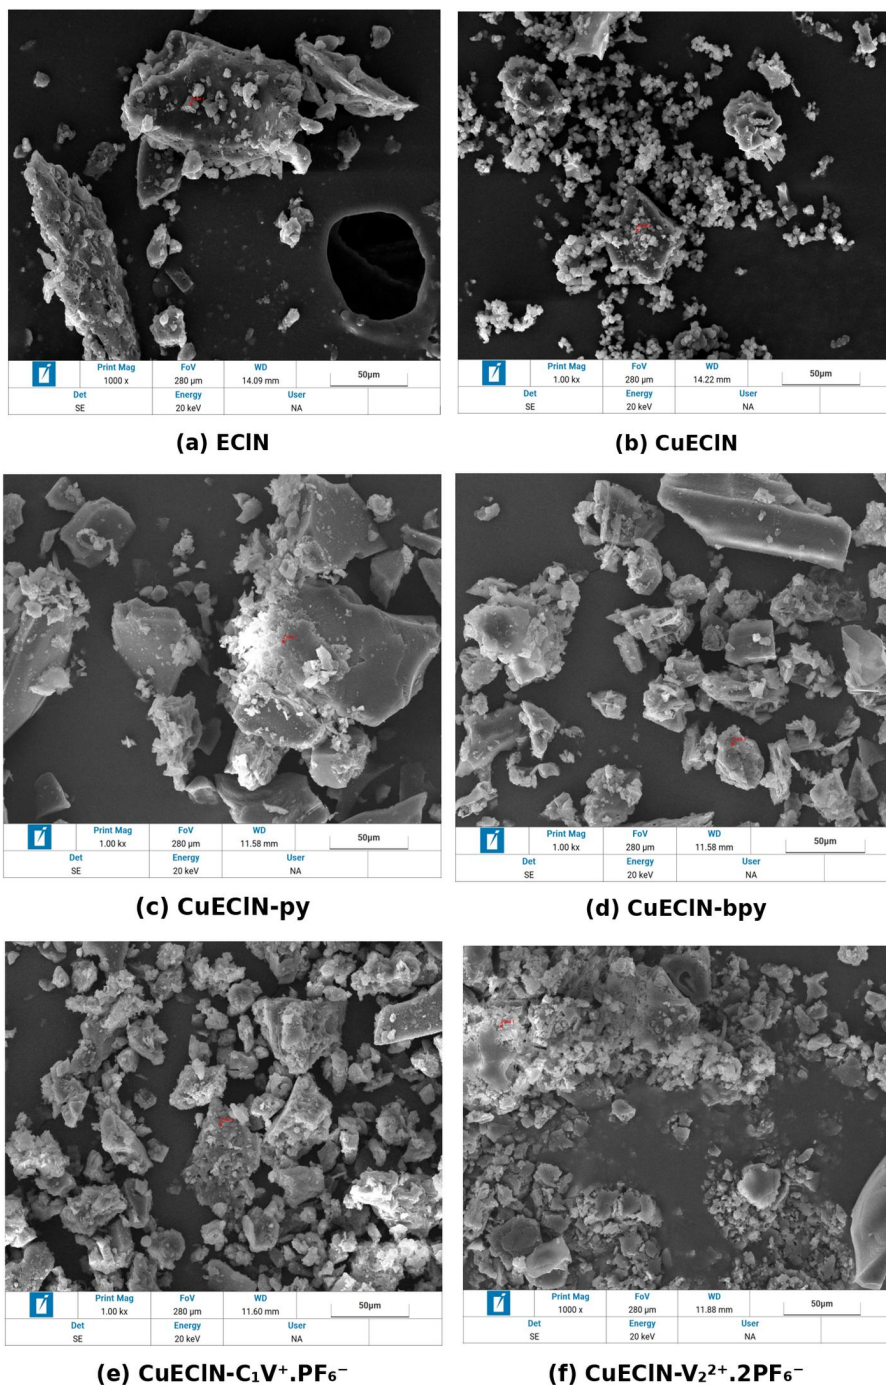 Print Mag FoV WD
1000 x 280 µm 14.09 mm 50µm
Det Energy User
SE 20 keV NA
(a) EClN
Print Mag FoV WD
1.00 kx 280 µm 14.22 mm 50µm
Det Energy User
SE 20 keV NA
(b) CuEClN
Print Mag FoV WD
1.00 kx 280 µm 11.58 mm 50µm
Det Energy User
SE 20 keV NA
(c) CuEClN-py
Print Mag FoV WD
1.00 kx 280 µm 11.58 mm 50µm
Det Energy User
SE 20 keV NA
(d) CuEClN-bpy
Print Mag FoV WD
1.00 kx 280 µm 11.60 mm 50µm
Det Energy User
SE 20 keV NA
(e) CuEClN-C₁V⁺.PF₆⁻
Print Mag FoV WD
1000 x 280 µm 11.88 mm 50µm
Det Energy User
SE 20 keV NA
(f) CuEClN-V₂²⁺.2PF₆⁻